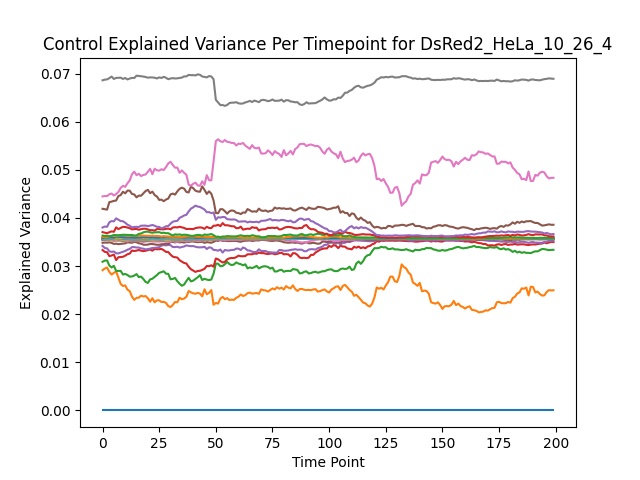 Control Explained Variance Per Timepoint for DsRed2_HeLa_10_26_4
0.07
0.06
0.05
0.04
0.03
0.02
0.01
0.00
Explained Variance
0 25 50 75 100 125 150 175 200
Time Point